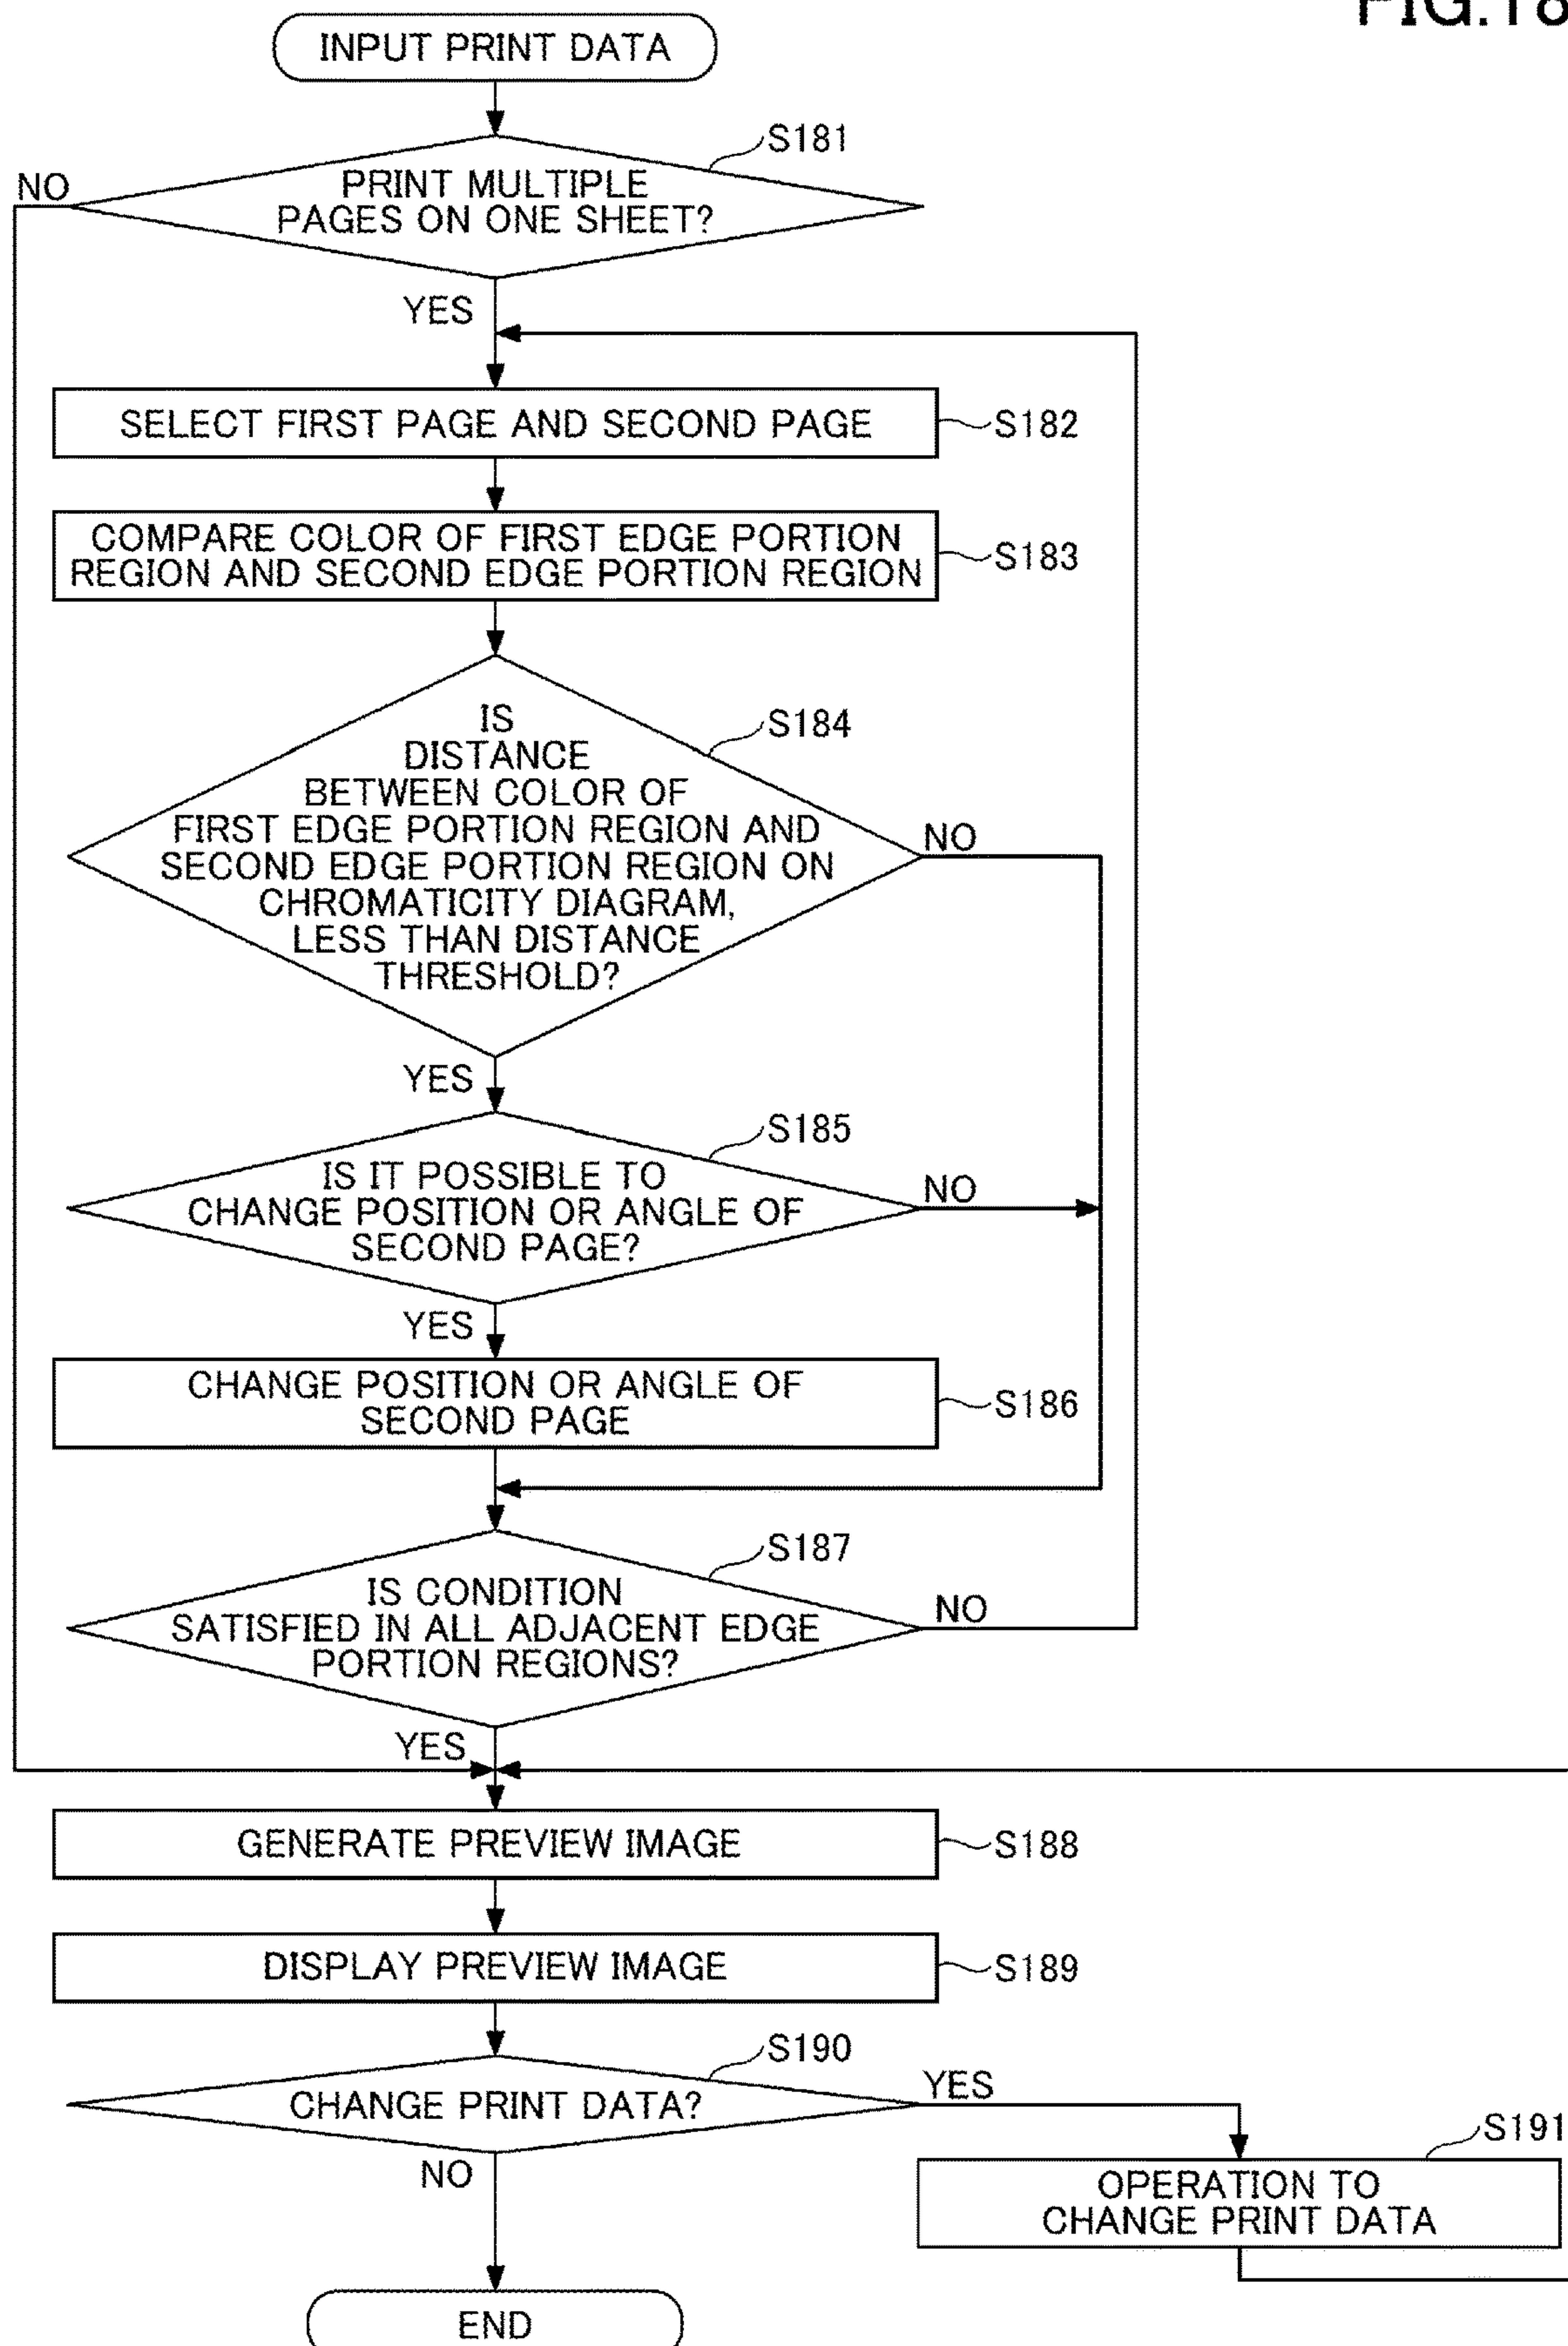 FIG.18
INPUT PRINT DATA
S181
NO
PRINT MULTIPLE
PAGES ON ONE SHEET?
YES
SELECT FIRST PAGE AND SECOND PAGE
S182
COMPARE COLOR OF FIRST EDGE PORTION
REGION AND SECOND EDGE PORTION REGION
S183
S184
IS
DISTANCE
BETWEEN COLOR OF
FIRST EDGE PORTION REGION AND
SECOND EDGE PORTION REGION ON
CHROMATICITY DIAGRAM,
LESS THAN DISTANCE
THRESHOLD?
NO
YES
S185
IS IT POSSIBLE TO
CHANGE POSITION OR ANGLE OF
SECOND PAGE?
NO
YES
CHANGE POSITION OR ANGLE OF
SECOND PAGE
S186
S187
IS CONDITION
SATISFIED IN ALL ADJACENT EDGE
PORTION REGIONS?
NO
YES
GENERATE PREVIEW IMAGE
S188
DISPLAY PREVIEW IMAGE
S189
S190
CHANGE PRINT DATA?
YES
NO
S191
OPERATION TO
CHANGE PRINT DATA
END